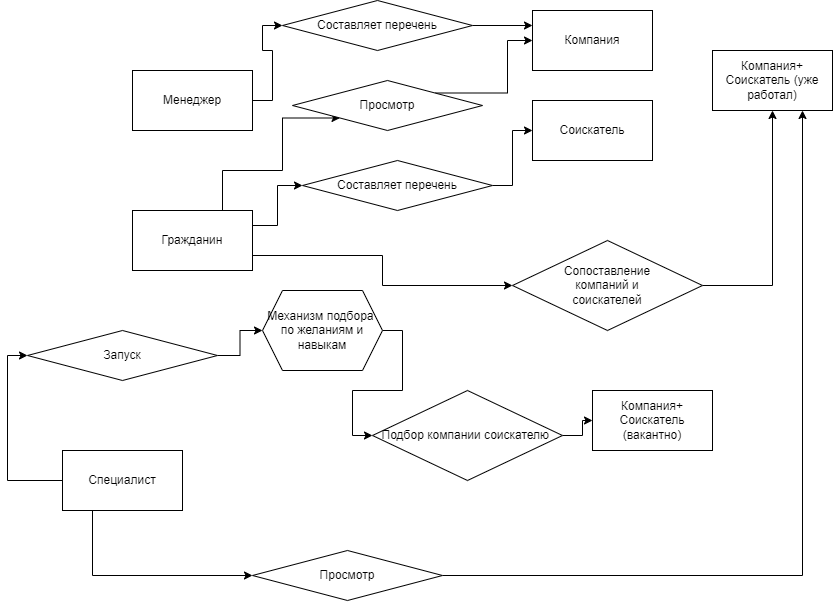 Составляет перечень
Компания
Менеджер
Компания+
Соискатель (уже
работал)
Просмотр
Соискатель
Составляет перечень
Гражданин
Сопоставление
компаний и
соискателей
Механизм подбора
по желаниям и
навыкам
Запуск
Компания+
Соискатель
(вакантно)
Подбор компании соискателю
Специалист
Просмотр